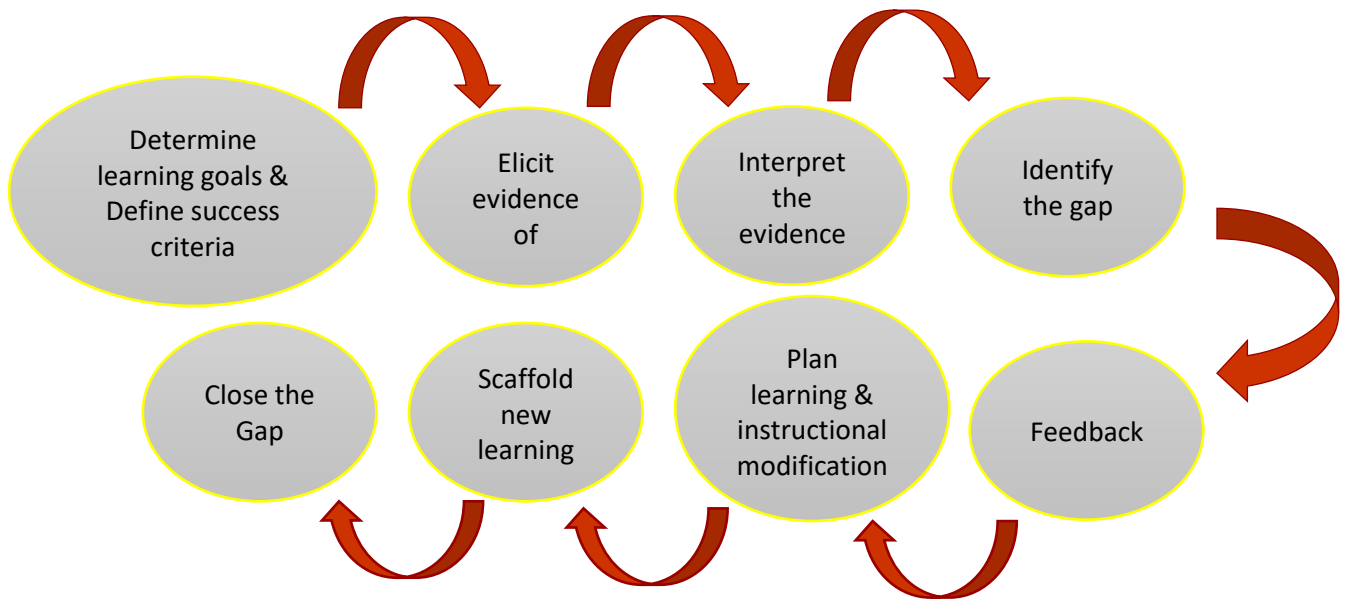 Determine
learning goals &
Define success
criteria
Elicit
evidence
of
Interpret
the
evidence
Identify
the gap
Feedback
Plan
learning &
instructional
modification
Scaffold
new
learning
Close the
Gap